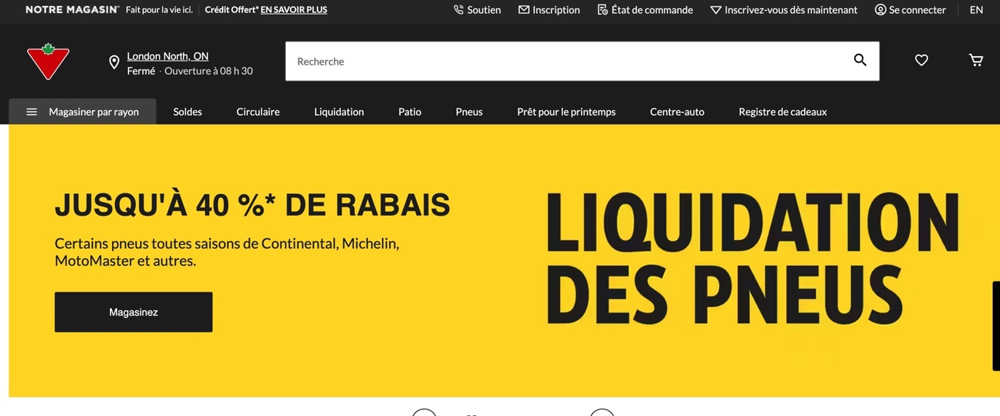 NOTRE MAGASIN™ Fait pour la vie ici. Crédit Offert* EN SAVOIR PLUS Soutien Inscription État de commande Inscrivez-vous dès maintenant Se connecter EN
London North, ON
Fermé · Ouverture à 08 h 30
Recherche
Magasiner par rayon Soldes Circulaire Liquidation Patio Pneus Prêt pour le printemps Centre-auto Registre de cadeaux
JUSQU'À 40 %* DE RABAIS
Certains pneus toutes saisons de Continental, Michelin,
MotoMaster et autres.
Magasinez
LIQUIDATION
DES PNEUS